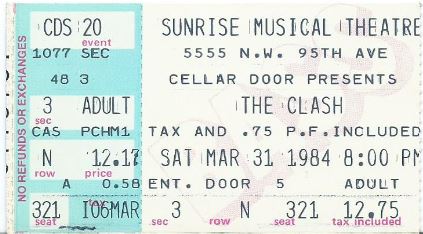 NO REFUNDS OR EXCHANGES
CDS 20
event
1077 SEC
48 3
3 ADULT
sec
CAS PCHM1
N 12.17
row price
A 0.58
321 I06MAR
seat
SUNRISE MUSICAL THEATRE
5555 N.W. 95TH AVE
CELLAR DOOR PRESENTS
THE CLASH
TAX AND .75 P.F.INCLUDED
SAT MAR 31 1984 8:00 PM
ENT. DOOR 5 ADULT
3 N 321 12.75
sec row seat tax included